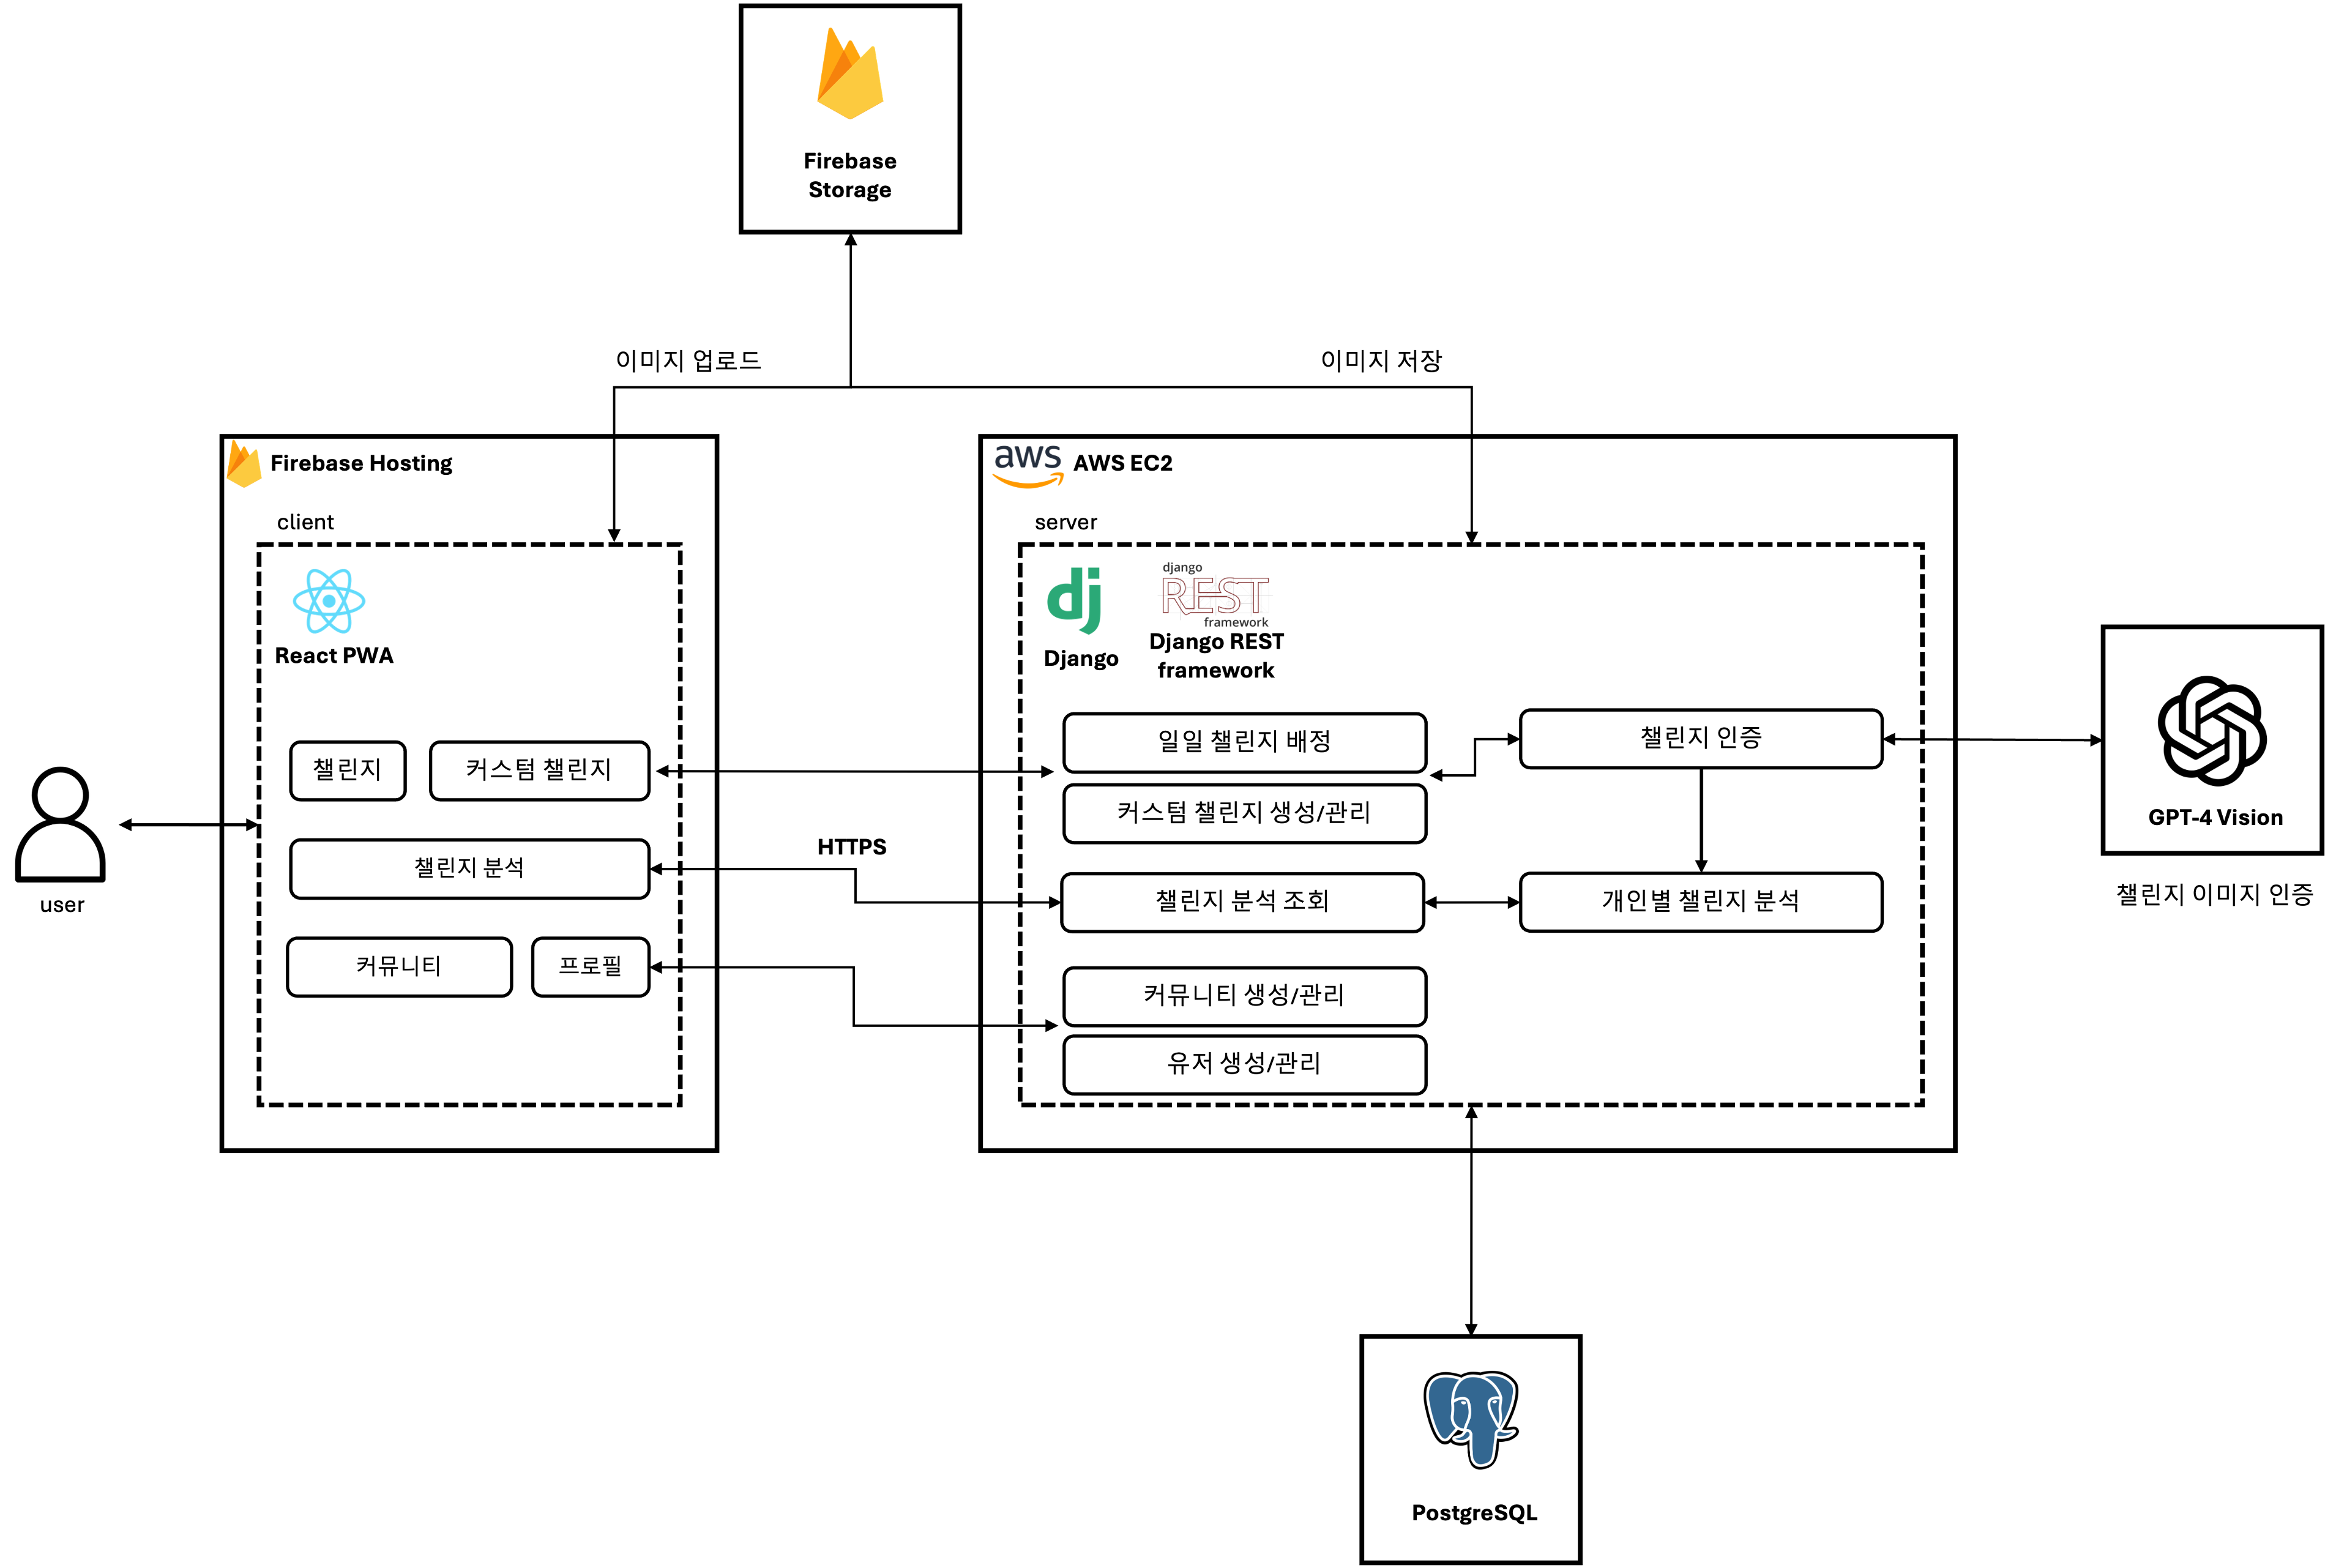 Firebase
Storage
이미지 업로드
이미지 저장
Firebase Hosting
client
React PWA
챌린지
커스텀 챌린지
챌린지 분석
커뮤니티
프로필
user
HTTPS
aws
AWS EC2
server
dj
Django
django
REST
framework
Django REST
framework
일일 챌린지 배정
커스텀 챌린지 생성/관리
챌린지 인증
챌린지 분석 조회
개인별 챌린지 분석
커뮤니티 생성/관리
유저 생성/관리
GPT-4 Vision
챌린지 이미지 인증
PostgreSQL